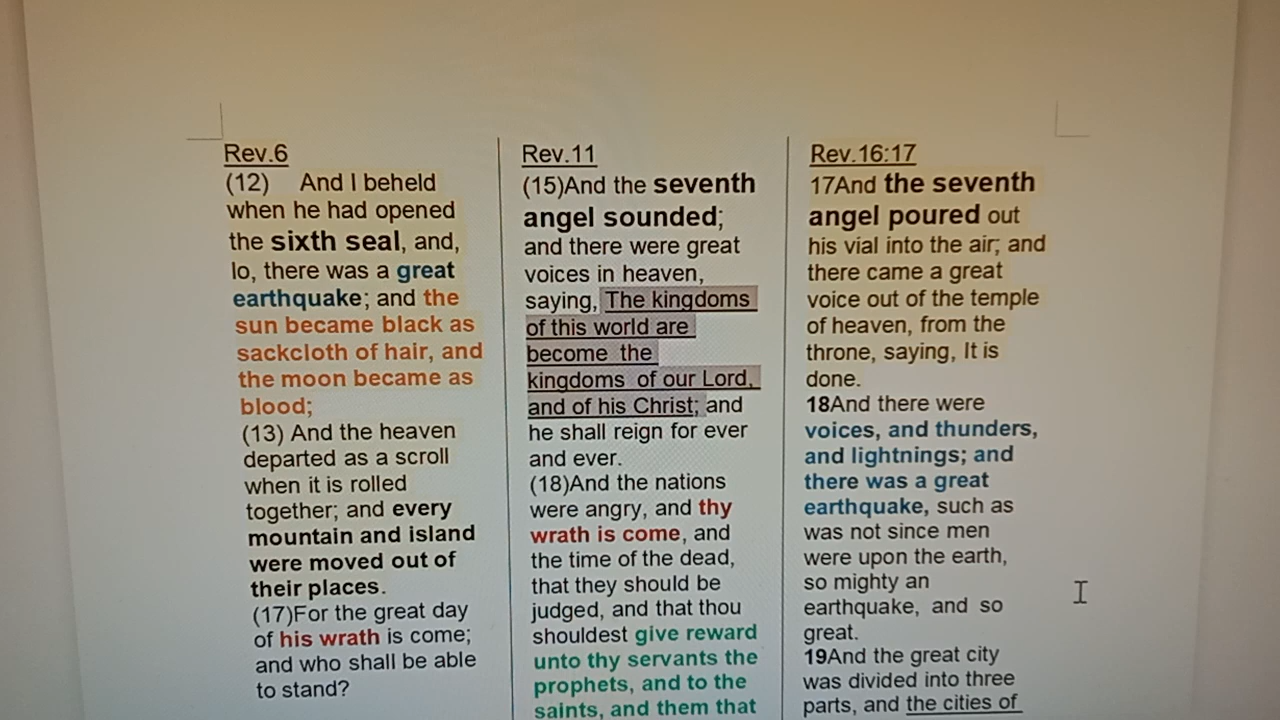 Rev.6
(12) And I beheld
when he had opened
the sixth seal, and,
lo, there was a great
earthquake; and the
sun became black as
sackcloth of hair, and
the moon became as
blood;
(13) And the heaven
departed as a scroll
when it is rolled
together; and every
mountain and island
were moved out of
their places.
(17)For the great day
of his wrath is come;
and who shall be able
to stand?
Rev.11
(15)And the seventh
angel sounded;
and there were great
voices in heaven,
saying, The kingdoms
of this world are
become the
kingdoms of our Lord,
and of his Christ; and
he shall reign for ever
and ever.
(18)And the nations
were angry, and thy
wrath is come, and
the time of the dead,
that they should be
judged, and that thou
shouldest give reward
unto thy servants the
prophets, and to the
saints, and them that
Rev.16:17
17And the seventh
angel poured out
his vial into the air; and
there came a great
voice out of the temple
of heaven, from the
throne, saying, It is
done.
18And there were
voices, and thunders,
and lightnings; and
there was a great
earthquake, such as
was not since men
were upon the earth,
so mighty an
earthquake, and so
great.
19And the great city
was divided into three
parts, and the cities of